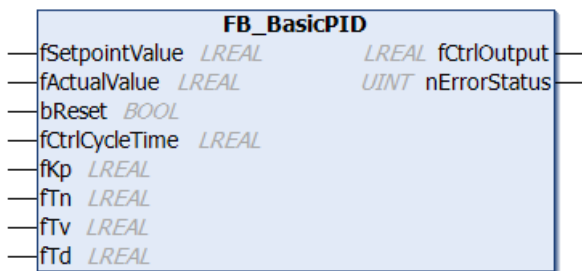 FB_BasicPID
fSetpointValue LREAL LREAL fCtrlOutput
fActualValue LREAL UINT nErrorStatus
bReset BOOL
fCtrlCycleTime LREAL
fKp LREAL
fTn LREAL
fTv LREAL
fTd LREAL